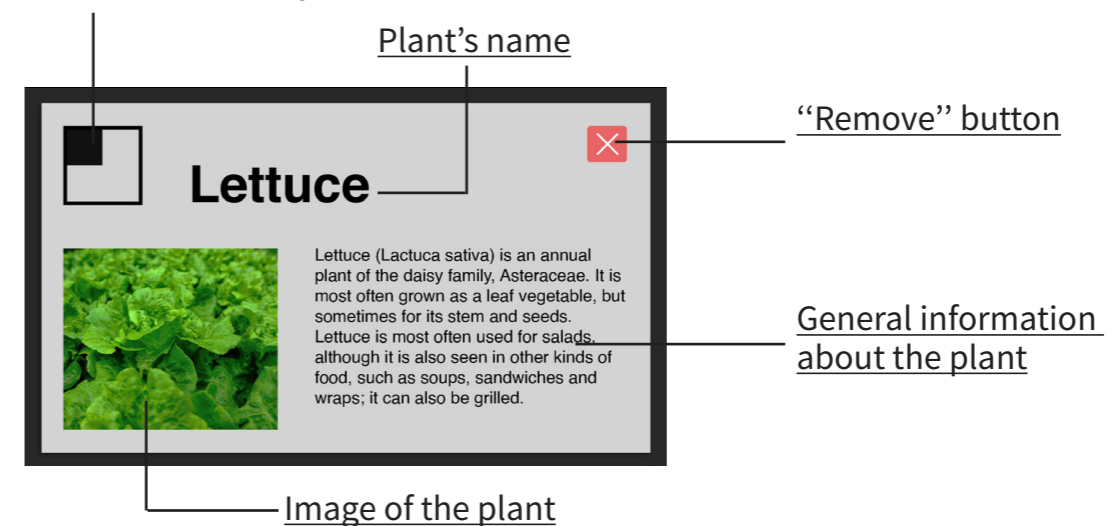 Plant’s name
‘‘Remove’’ button
Lettuce
Lettuce (Lactuca sativa) is an annual
plant of the daisy family, Asteraceae. It is
most often grown as a leaf vegetable, but
sometimes for its stem and seeds.
Lettuce is most often used for salads,
although it is also seen in other kinds of
food, such as soups, sandwiches and
wraps; it can also be grilled.
General information
about the plant
Image of the plant